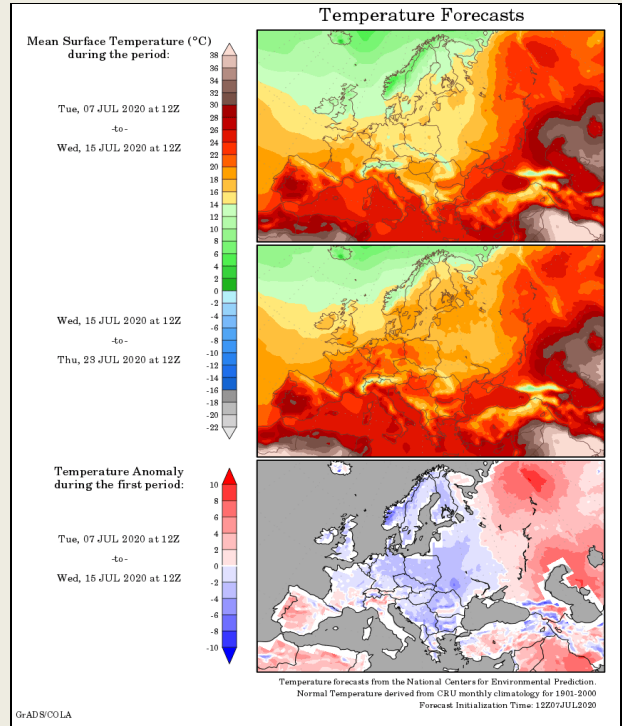 Temperature Forecasts
Mean Surface Temperature (°C)
during the period:
Tue, 07 JUL 2020 at 12Z
-to-
Wed, 15 JUL 2020 at 12Z
38
36
34
32
30
28
26
24
22
20
18
16
14
12
10
8
6
4
2
0
-2
-4
-6
-8
-10
-12
-14
-16
-18
-20
-22
Wed, 15 JUL 2020 at 12Z
-to-
Thu, 23 JUL 2020 at 12Z
Temperature Anomaly
during the first period:
Tue, 07 JUL 2020 at 12Z
-to-
Wed, 15 JUL 2020 at 12Z
10
8
6
4
2
0
-2
-4
-6
-8
-10
Temperature forecasts from the National Centers for Environmental Prediction.
Normal Temperature derived from CRU monthly climatology for 1901-2000
Forecast Initialization Time: 12Z07JUL2020
GrADS/COLA